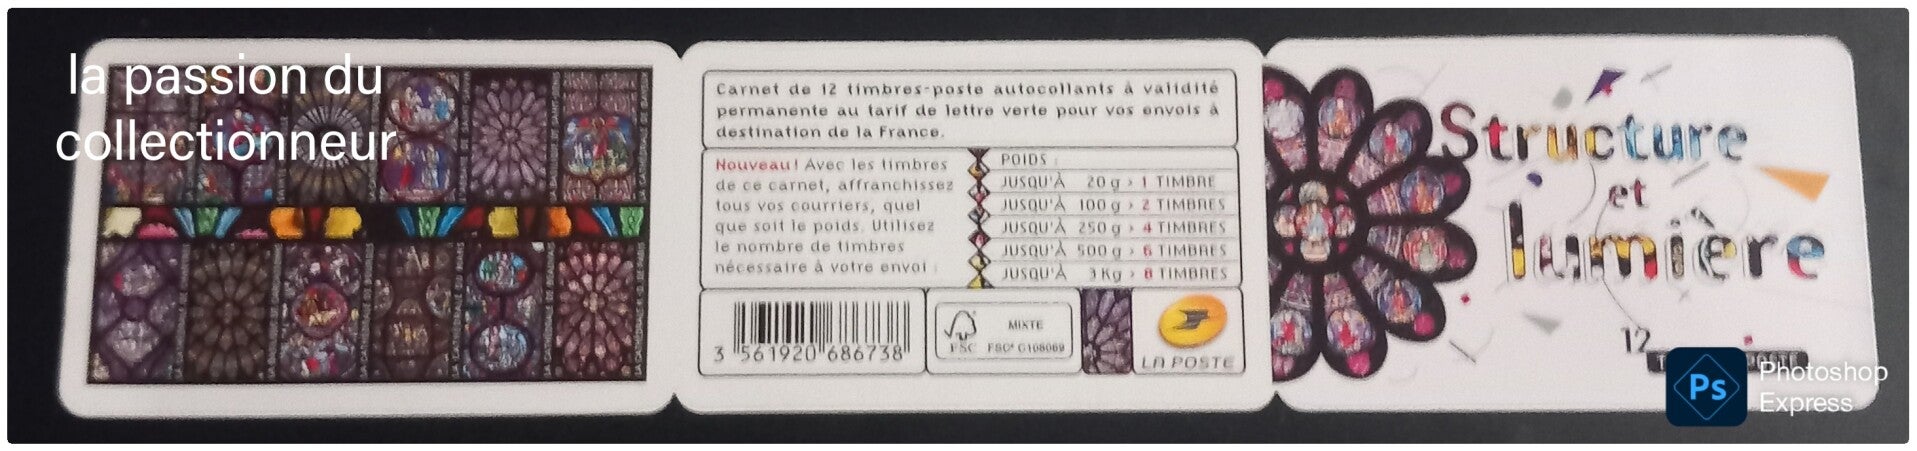 la passion du
collectionneur
Carnet de 12 timbres-poste autocollants à validité
permanente au tarif de lettre verte pour vos envois à
destination de la France.
Nouveau! Avec les timbres
de ce carnet, affranchissez
tous vos courriers, quel
que soit le poids. Utilisez
le nombre de timbres
nécessaire à votre envoi :
POIDS :
JUSQU'À 20 g > 1 TIMBRE
JUSQU'À 100 g > 2 TIMBRES
JUSQU'À 250 g > 4 TIMBRES
JUSQU'À 500 g > 6 TIMBRES
JUSQU'À 3 Kg > 8 TIMBRES
3 561920 686738
FSC
MIXTE
FSC® C108089
LA POSTE
Structure
et
lumière
12
Ps
Photoshop
Express